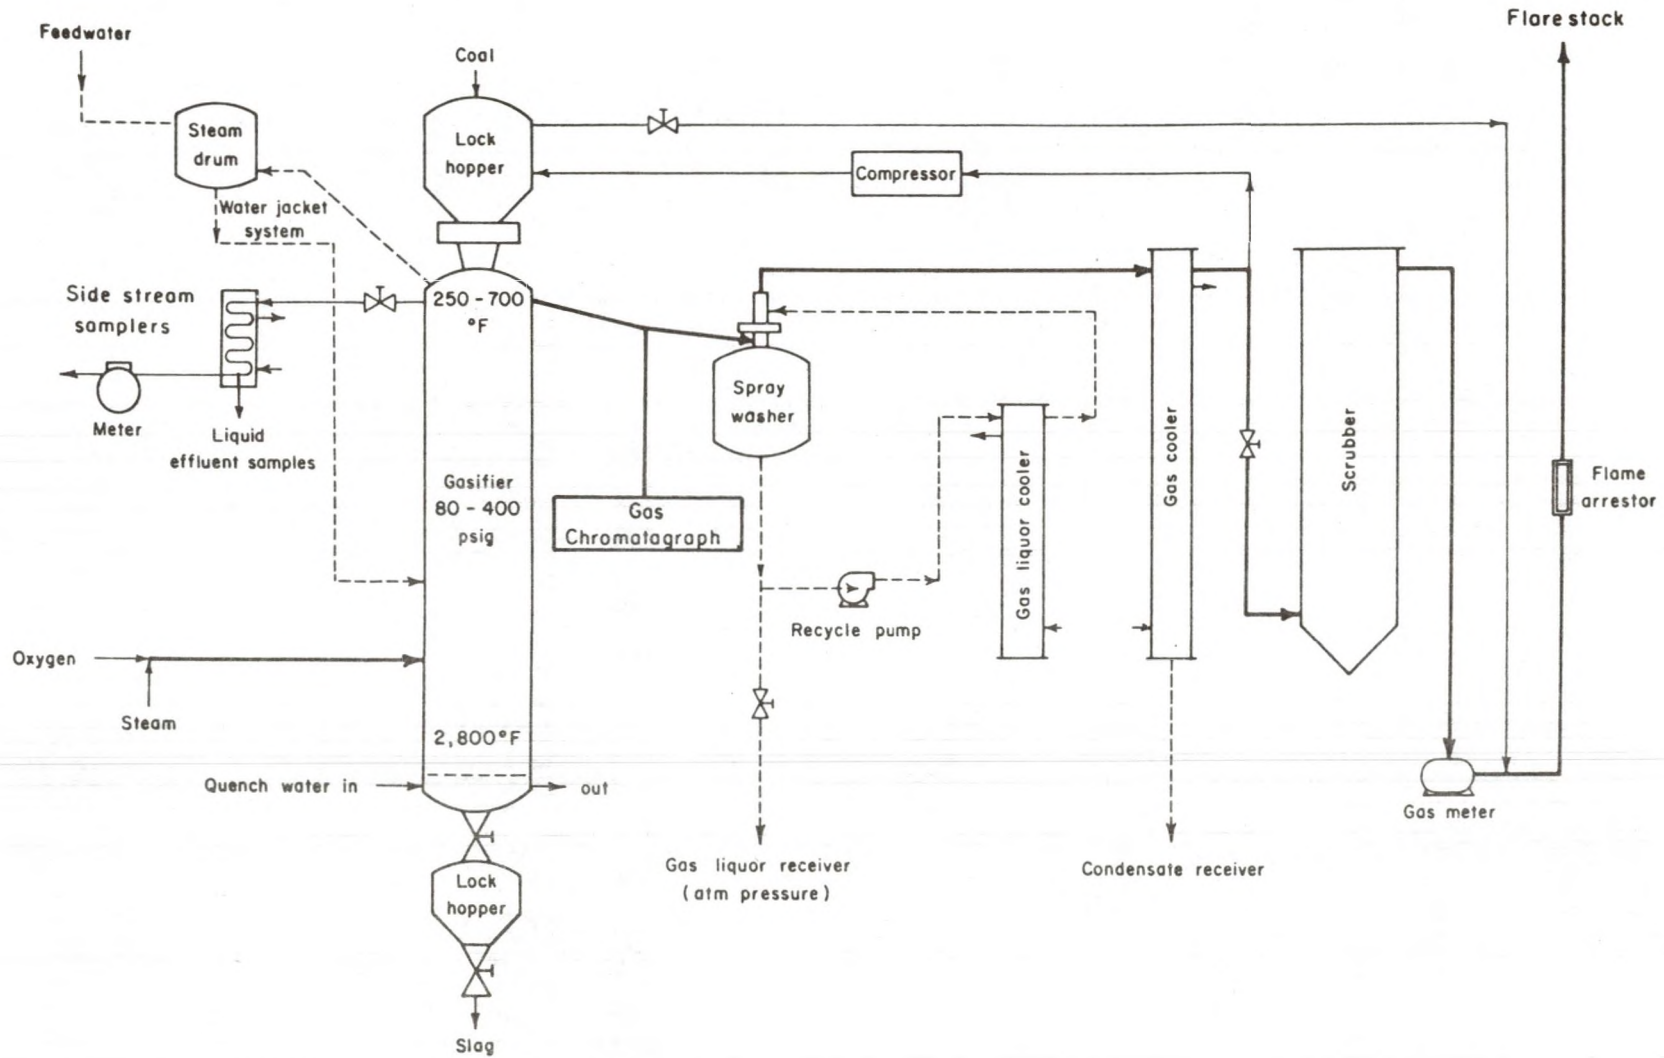 Flare stack
Feedwater
Coal
Steam
drum
Lock
hopper
Compressor
Water jacket
system
Side stream
samplers
250 - 700
°F
Meter
Liquid
effluent samples
Spray
washer
Gas liquor cooler
Gas cooler
Scrubber
Flame
arrestor
Gasifier
80 - 400
psig
Gas
Chromatagraph
Recycle pump
Oxygen
Steam
2,800°F
Quench water in
out
Gas meter
Gas liquor receiver
(atm pressure)
Condensate receiver
Lock
hopper
Slag